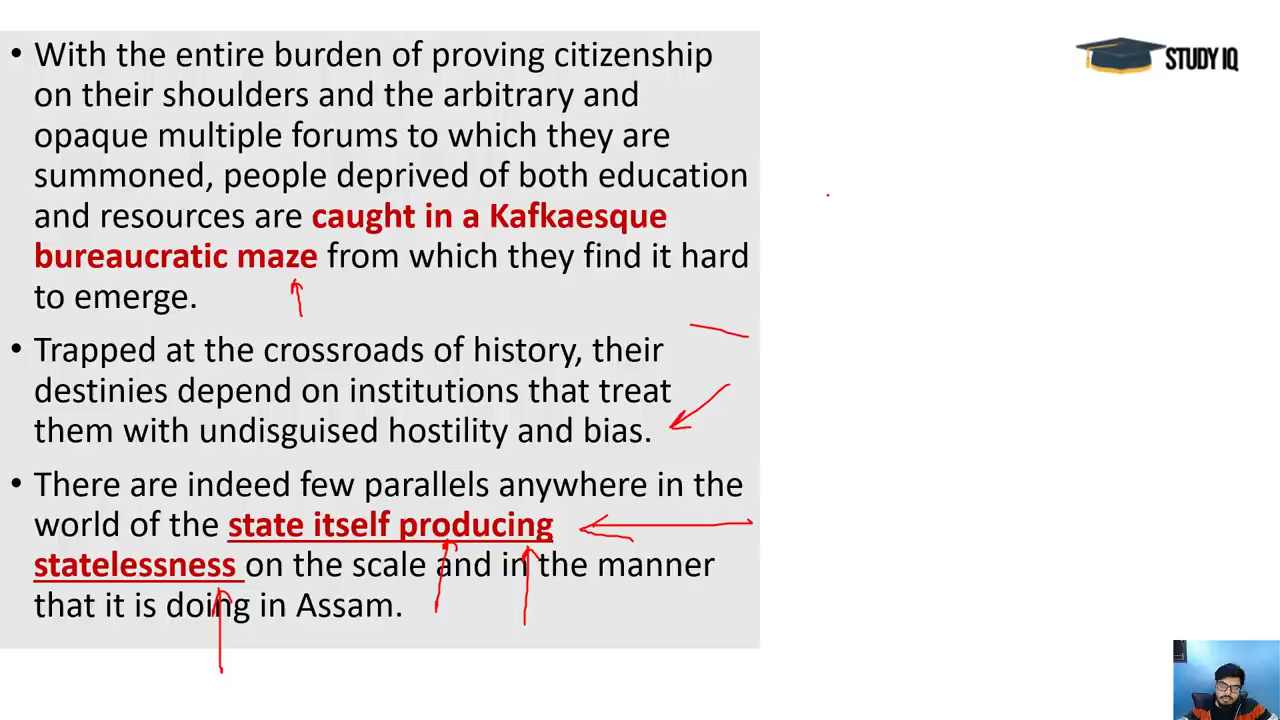 • With the entire burden of proving citizenship
on their shoulders and the arbitrary and
opaque multiple forums to which they are
summoned, people deprived of both education
and resources are caught in a Kafkaesque
bureaucratic maze from which they find it hard
to emerge.
• Trapped at the crossroads of history, their
destinies depend on institutions that treat
them with undisguised hostility and bias.
• There are indeed few parallels anywhere in the
world of the state itself producing
statelessness on the scale and in the manner
that it is doing in Assam.
STUDY IQ